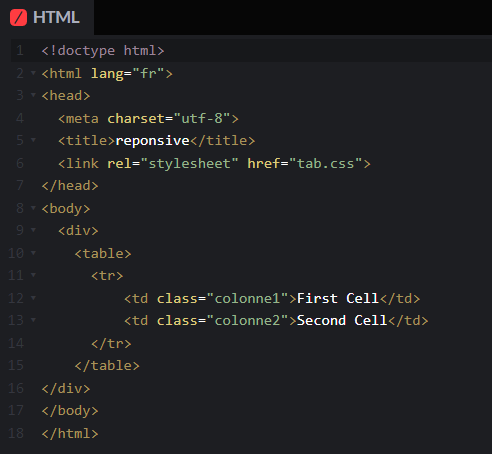 HTML
1 <!doctype html>
2 <html lang="fr">
3 <head>
4 <meta charset="utf-8">
5 <title>reponsive</title>
6 <link rel="stylesheet" href="tab.css">
7 </head>
8 <body>
9 <div>
10 <table>
11 <tr>
12 <td class="colonne1">First Cell</td>
13 <td class="colonne2">Second Cell</td>
14 </tr>
15 </table>
16 </div>
17 </body>
18 </html>